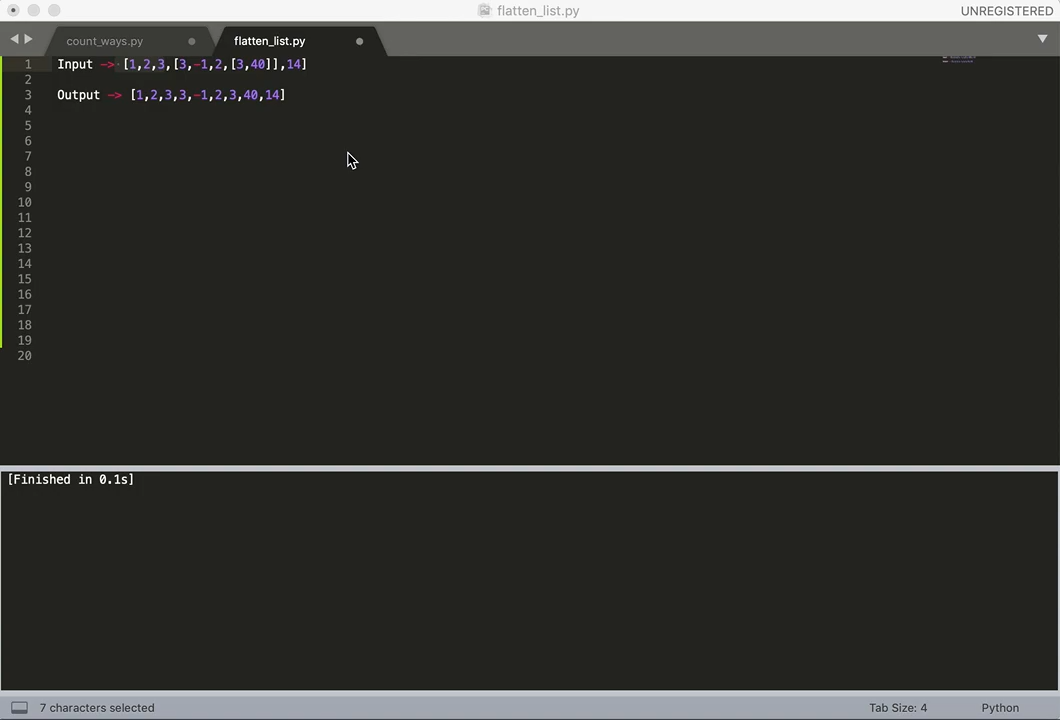 flatten_list.py
UNREGISTERED
count_ways.py
flatten_list.py
1 Input -> [1,2,3,[3,-1,2,[3,40]],14]
2
3 Output -> [1,2,3,3,-1,2,3,40,14]
4
5
6
7
8
9
10
11
12
13
14
15
16
17
18
19
20
[Finished in 0.1s]
7 characters selected
Tab Size: 4
Python